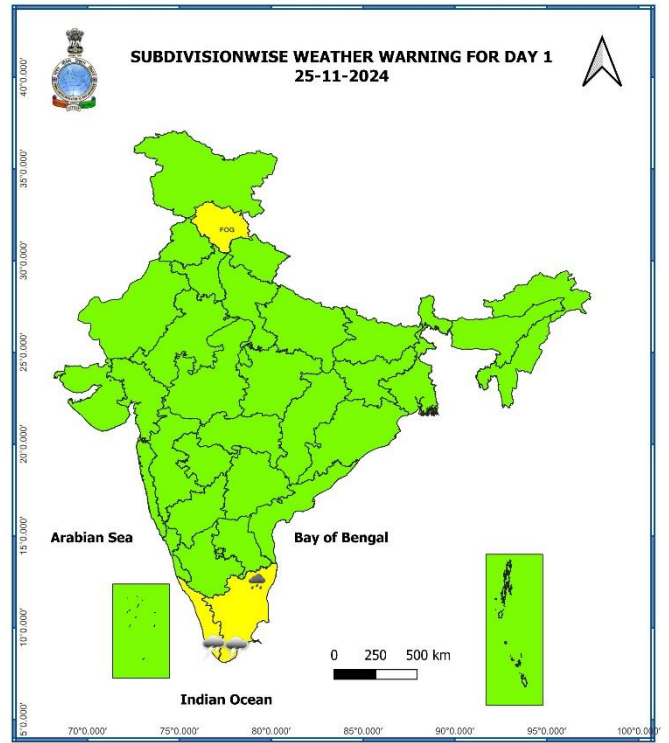 SUBDIVISIONWISE WEATHER WARNING FOR DAY 1
25-11-2024
40°0.000'
35°0.000'
FOG
30°0.000'
25°0.000'
20°0.000'
15°0.000'
Arabian Sea
Bay of Bengal
10°0.000'
0 250 500 km
Indian Ocean
5°0.000'
70°0.000' 75°0.000' 80°0.000' 85°0.000' 90°0.000' 95°0.000' 100°0.000'